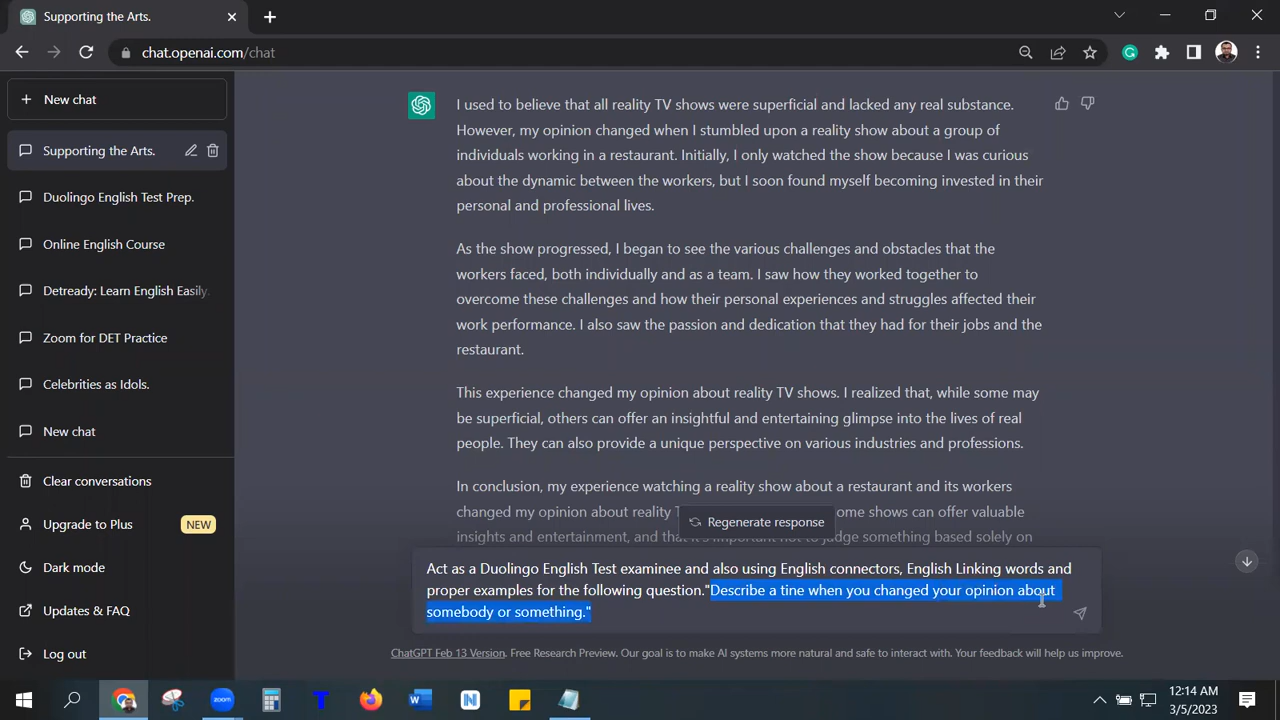 Supporting the Arts.
chat.openai.com/chat
New chat
Supporting the Arts.
Duolingo English Test Prep.
Online English Course
Detready: Learn English Easily.
Zoom for DET Practice
Celebrities as Idols.
New chat
Clear conversations
Upgrade to Plus NEW
Dark mode
Updates & FAQ
Log out
I used to believe that all reality TV shows were superficial and lacked any real substance.
However, my opinion changed when I stumbled upon a reality show about a group of
individuals working in a restaurant. Initially, I only watched the show because I was curious
about the dynamic between the workers, but I soon found myself becoming invested in their
personal and professional lives.
As the show progressed, I began to see the various challenges and obstacles that the
workers faced, both individually and as a team. I saw how they worked together to
overcome these challenges and how their personal experiences and struggles affected their
work performance. I also saw the passion and dedication that they had for their jobs and the
restaurant.
This experience changed my opinion about reality TV shows. I realized that, while some may
be superficial, others can offer an insightful and entertaining glimpse into the lives of real
people. They can also provide a unique perspective on various industries and professions.
In conclusion, my experience watching a reality show about a restaurant and its workers
changed my opinion about reality ome shows can offer valuable
insights and entertainment, and that it's important not to judge something based solely on
Regenerate response
Act as a Duolingo English Test examinee and also using English connectors, English Linking words and
proper examples for the following question."Describe a tine when you changed your opinion about
somebody or something."
ChatGPT Feb 13 Version. Free Research Preview. Our goal is to make AI systems more natural and safe to interact with. Your feedback will help us improve.
zoom
T
W
N
12:14 AM
3/5/2023